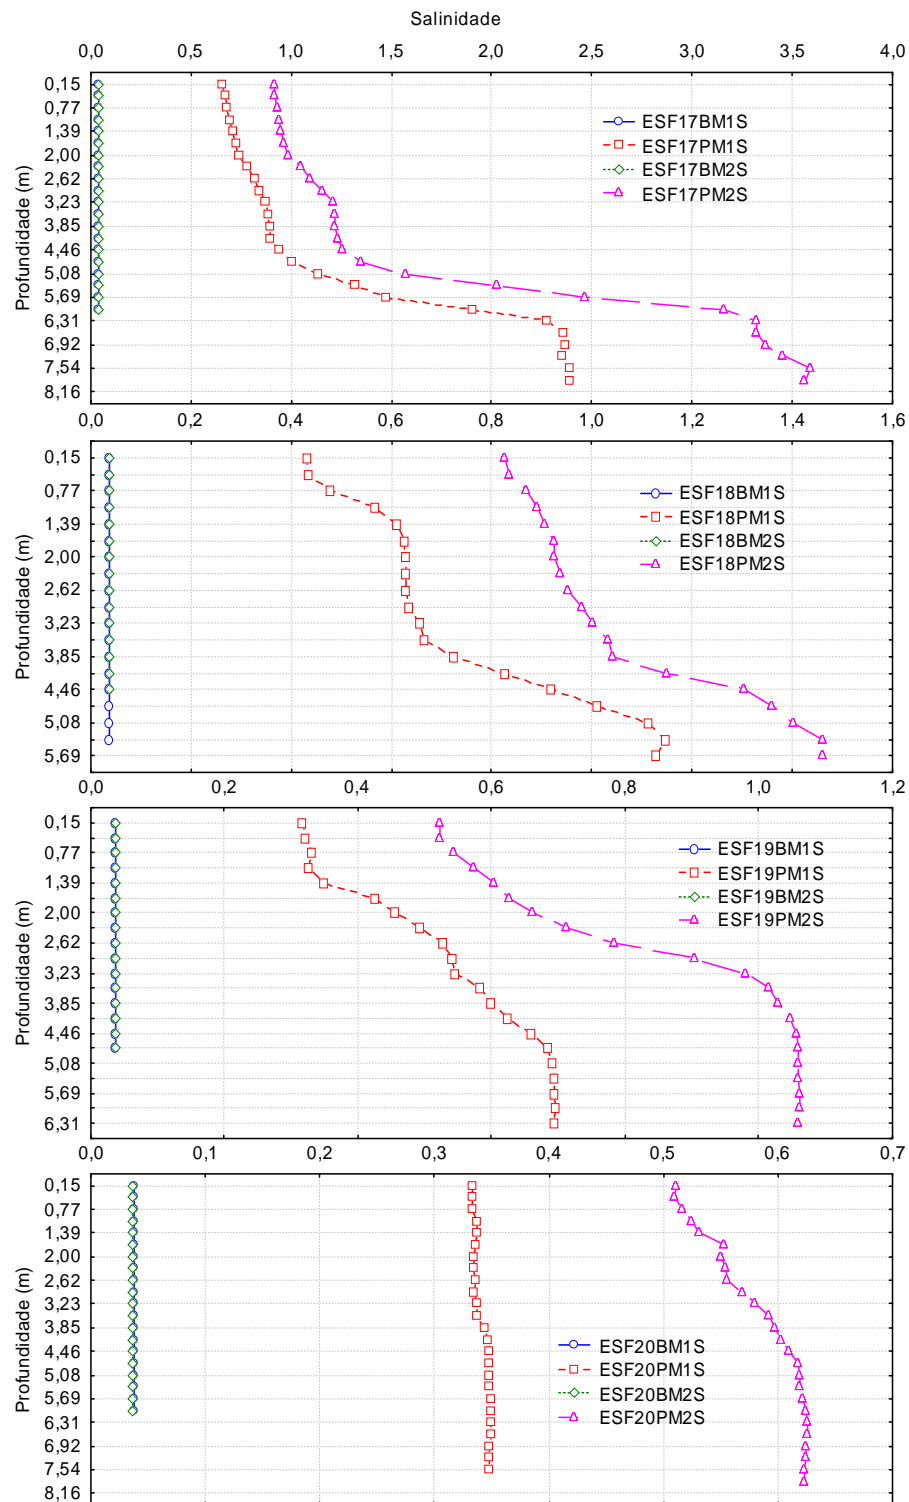 Salinidade
0,0 0,5 1,0 1,5 2,0 2,5 3,0 3,5 4,0
Profundidade (m)
0,15
0,77
1,39
2,00
2,62
3,23
3,85
4,46
5,08
5,69
6,31
6,92
7,54
8,16
ESF17BM1S
ESF17PM1S
ESF17BM2S
ESF17PM2S
0,0 0,2 0,4 0,6 0,8 1,0 1,2 1,4 1,6
Profundidade (m)
0,15
0,77
1,39
2,00
2,62
3,23
3,85
4,46
5,08
5,69
ESF18BM1S
ESF18PM1S
ESF18BM2S
ESF18PM2S
0,0 0,2 0,4 0,6 0,8 1,0 1,2
Profundidade (m)
0,15
0,77
1,39
2,00
2,62
3,23
3,85
4,46
5,08
5,69
6,31
ESF19BM1S
ESF19PM1S
ESF19BM2S
ESF19PM2S
0,0 0,1 0,2 0,3 0,4 0,5 0,6 0,7
Profundidade (m)
0,15
0,77
1,39
2,00
2,62
3,23
3,85
4,46
5,08
5,69
6,31
6,92
7,54
8,16
ESF20BM1S
ESF20PM1S
ESF20BM2S
ESF20PM2S